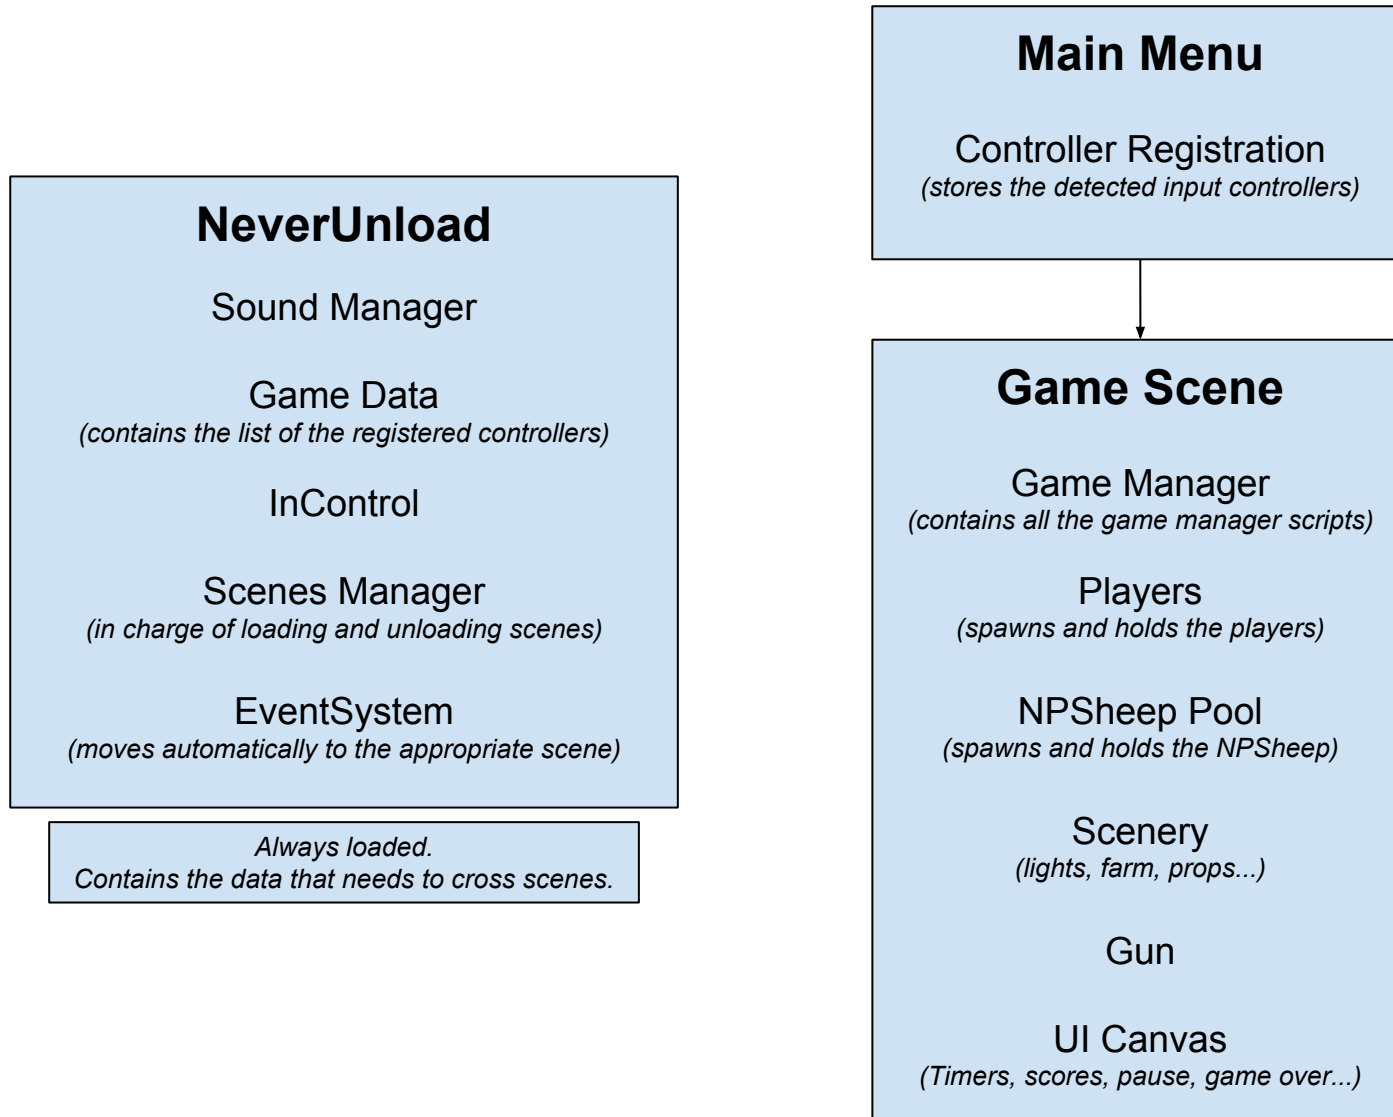 Main Menu
Controller Registration
(stores the detected input controllers)
NeverUnload
Sound Manager
Game Data
(contains the list of the registered controllers)
InControl
Scenes Manager
(in charge of loading and unloading scenes)
EventSystem
(moves automatically to the appropriate scene)
Always loaded.
Contains the data that needs to cross scenes.
Game Scene
Game Manager
(contains all the game manager scripts)
Players
(spawns and holds the players)
NPSheep Pool
(spawns and holds the NPSheep)
Scenery
(lights, farm, props...)
Gun
UI Canvas
(Timers, scores, pause, game over...)